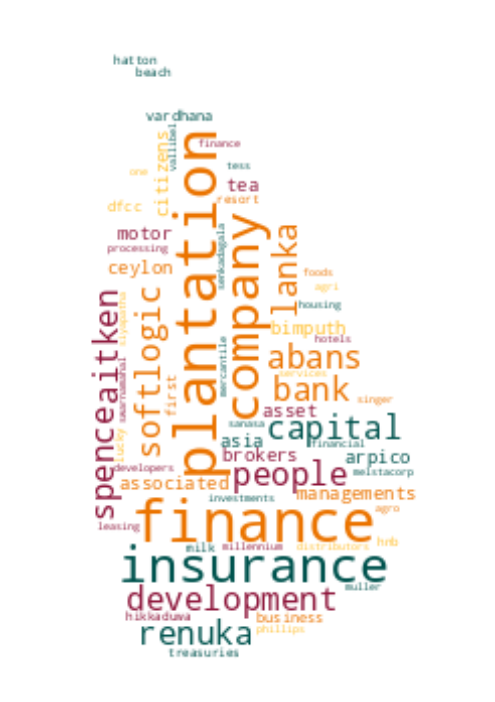 hatton
beach
vardhana
vallibel
citizens
plantation
finance
tess
one
tea
resort
dfcc
senkadagala
company
lanka
motor
processing
ceylon
foods
agri
housing
spenceaitken
siyapatha
swarnamahal
softlogic
first
mercantile
bimputh
hotels
abans
services
bank
singer
asset
sanasa
capital
lucky
asia
financial
brokers
arpico
developers
people
melstacorp
associated
managements
investments
agro
finance
leasing
milk
millennium
distributors
hnb
insurance
muller
development
hikkaduwa
business
renuka
phillips
treasuries